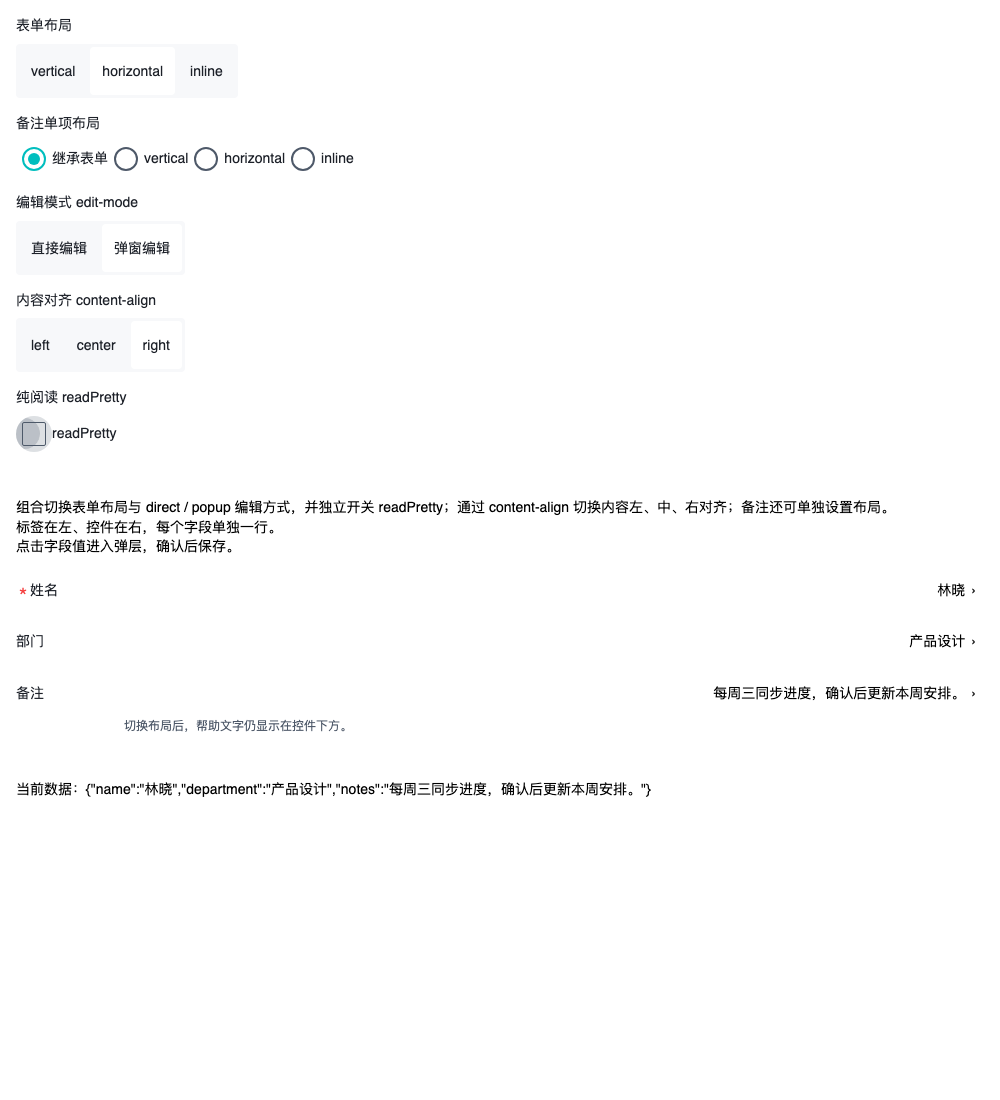 表单布局
vertical horizontal inline
备注单项布局
继承表单 vertical horizontal inline
编辑模式 edit-mode
直接编辑 弹窗编辑
内容对齐 content-align
left center right
纯阅读 readPretty
readPretty
组合切换表单布局与 direct / popup 编辑方式，并独立开关 readPretty；通过 content-align 切换内容左、中、右对齐；备注还可单独设置布局。
标签在左、控件在右，每个字段单独一行。
点击字段值进入弹层，确认后保存。
* 姓名 林晓 ›
部门 产品设计 ›
备注 每周三同步进度，确认后更新本周安排。 ›
切换布局后，帮助文字仍显示在控件下方。
当前数据：{"name":"林晓","department":"产品设计","notes":"每周三同步进度，确认后更新本周安排。"}